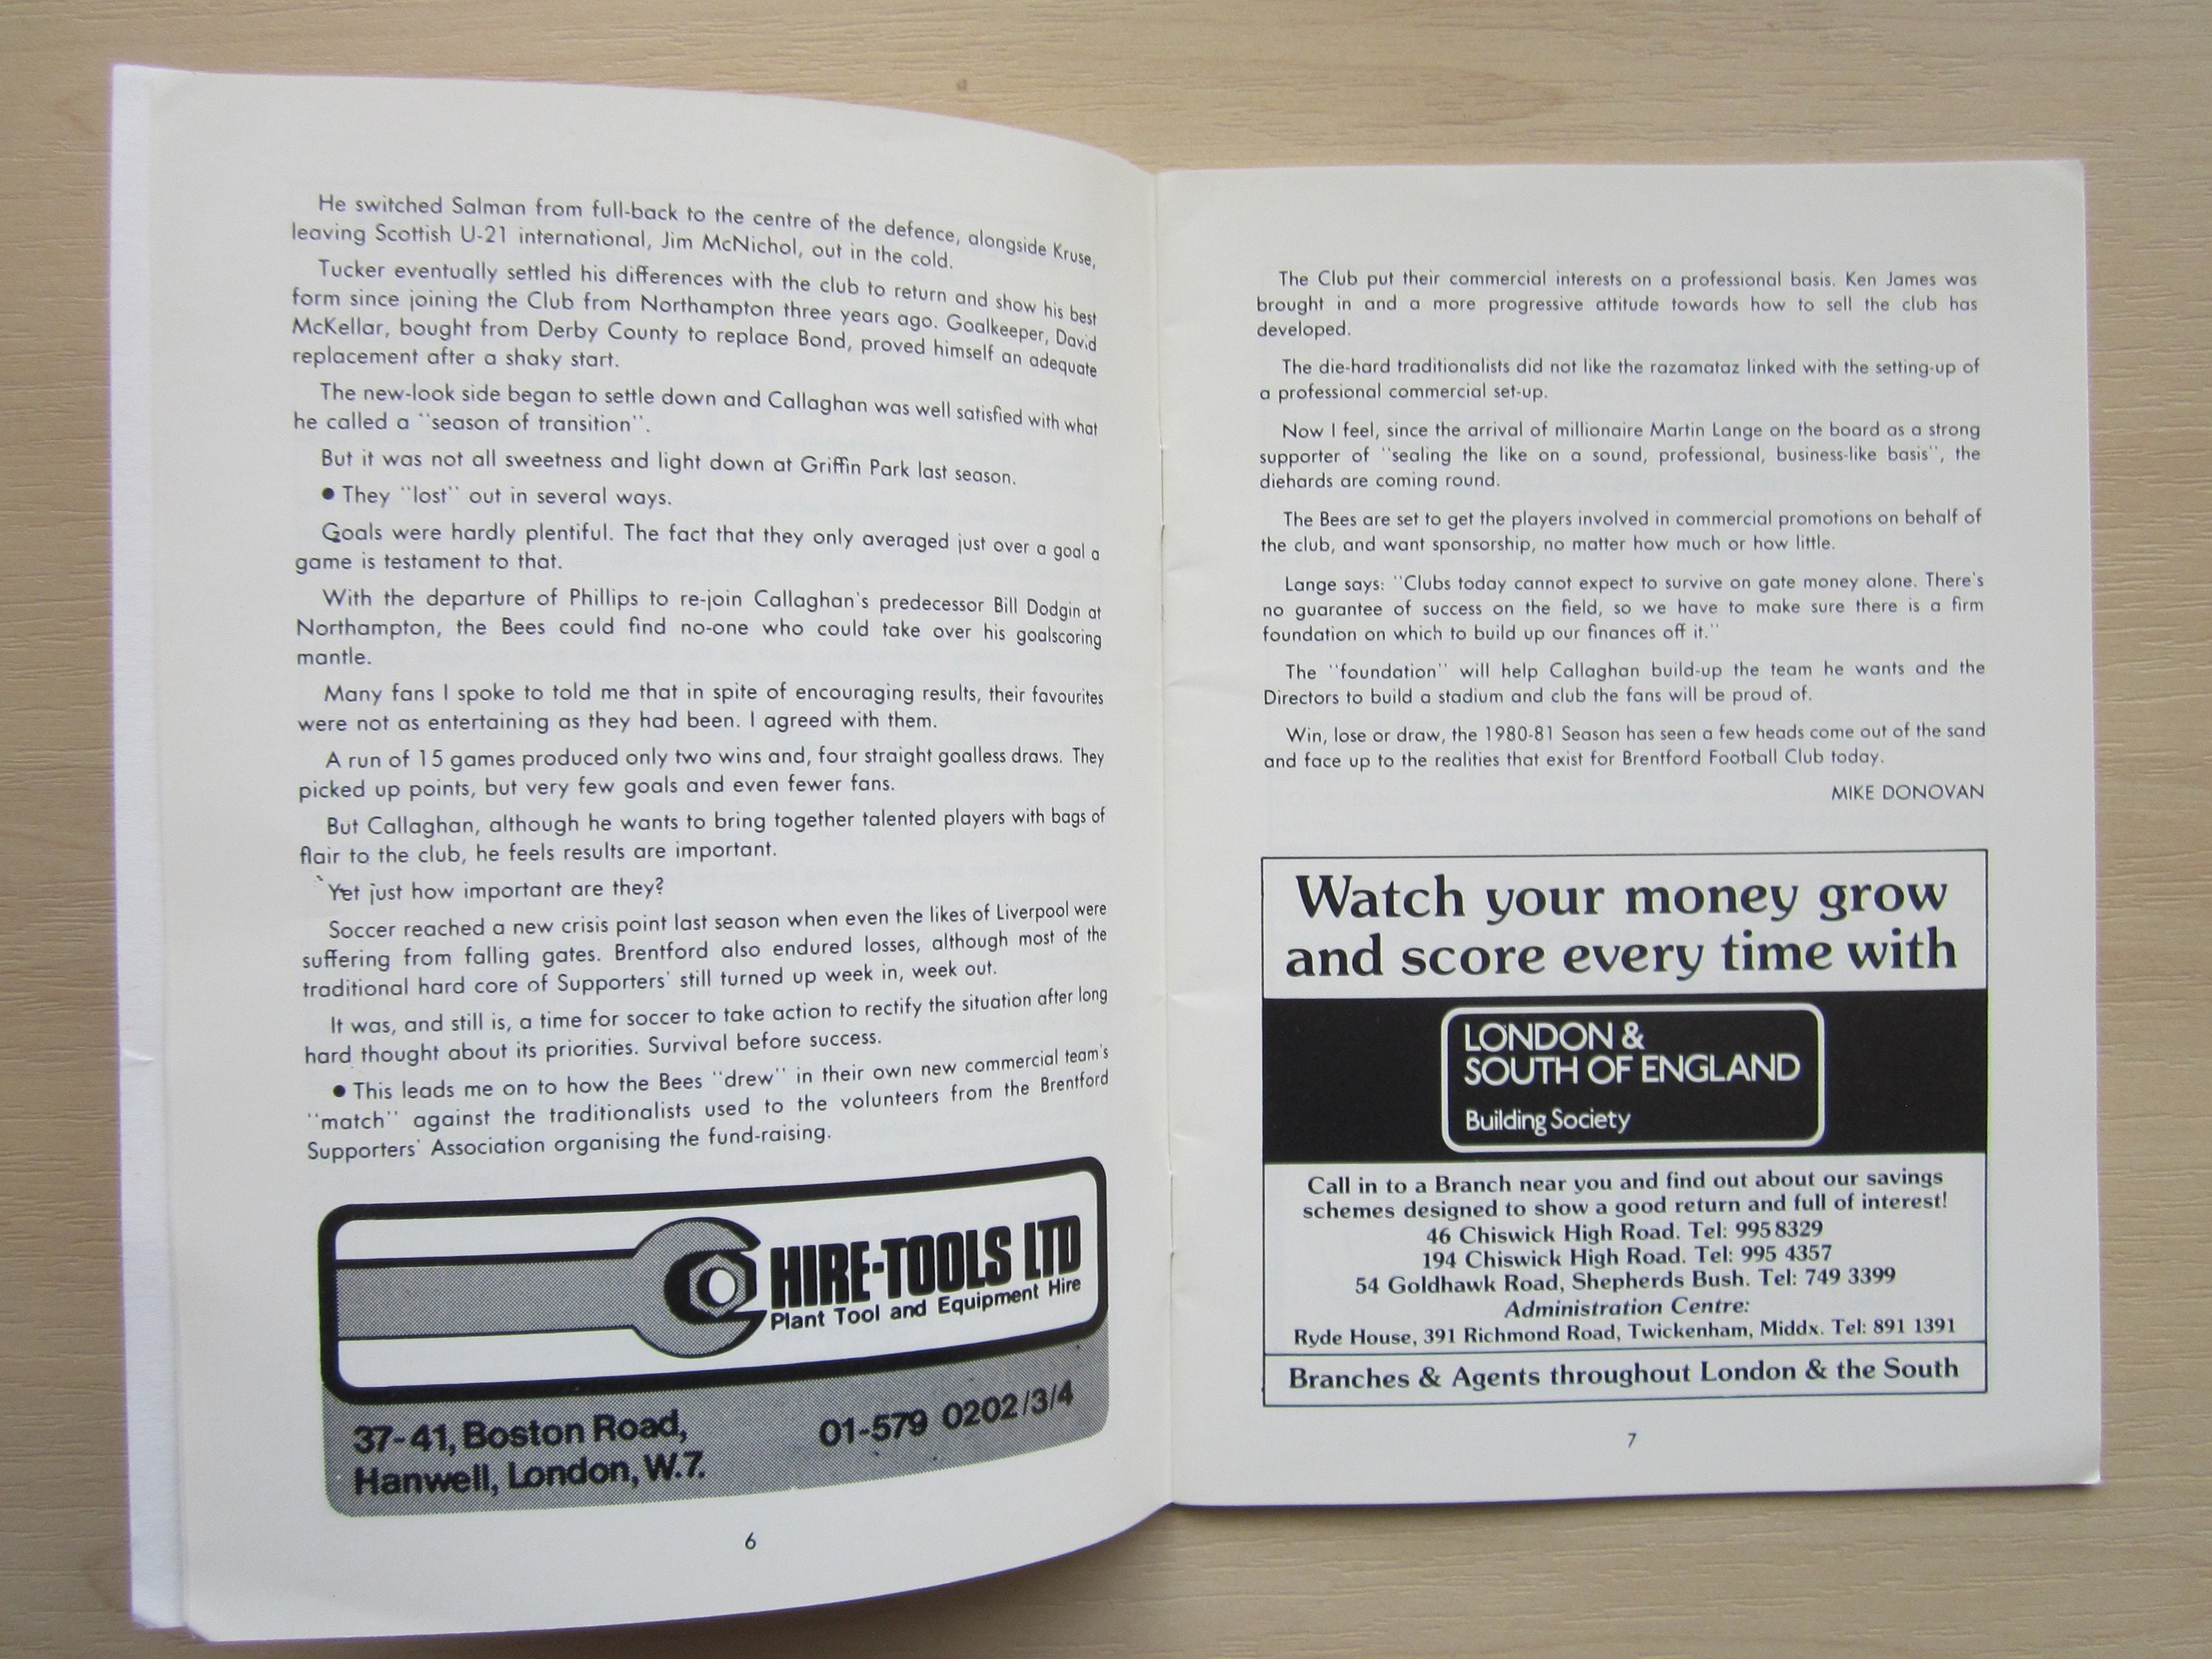 He switched Salman from full-back to the centre of the defence, alongside Kruse,
leaving Scottish U-21 international, Jim McNichol, out in the cold.
Tucker eventually settled his differences with the club to return and show his best
form since joining the Club from Northampton three years ago. Goalkeeper, David
McKellar, bought from Derby County to replace Bond, proved himself an adequate
replacement after a shaky start.
The new-look side began to settle down and Callaghan was well satisfied with what
he called a "season of transition".
But it was not all sweetness and light down at Griffin Park last season.
● They "lost" out in several ways.
Goals were hardly plentiful. The fact that they only averaged just over a goal a
game is testament to that.
With the departure of Phillips to re-join Callaghan's predecessor Bill Dodgin at
Northampton, the Bees could find no-one who could take over his goalscoring
mantle.
Many fans I spoke to told me that in spite of encouraging results, their favourites
were not as entertaining as they had been. I agreed with them.
A run of 15 games produced only two wins and, four straight goalless draws. They
picked up points, but very few goals and even fewer fans.
But Callaghan, although he wants to bring together talented players with bags of
flair to the club, he feels results are important.
Yet just how important are they?
Soccer reached a new crisis point last season when even the likes of Liverpool were
suffering from falling gates. Brentford also endured losses, although most of the
traditional hard core of Supporters' still turned up week in, week out.
It was, and still is, a time for soccer to take action to rectify the situation after long
hard thought about its priorities. Survival before success.
● This leads me on to how the Bees "drew" in their own new commercial team's
"match" against the traditionalists used to the volunteers from the Brentford
Supporters' Association organising the fund-raising.
HIRE-TOOLS LTD
Plant Tool and Equipment Hire
37-41, Boston Road,
Hanwell, London, W.7.
01-579 0202/3/4
6
The Club put their commercial interests on a professional basis. Ken James was
brought in and a more progressive attitude towards how to sell the club has
developed.
The die-hard traditionalists did not like the razamataz linked with the setting-up of
a professional commercial set-up.
Now I feel, since the arrival of millionaire Martin Lange on the board as a strong
supporter of "sealing the like on a sound, professional, business-like basis", the
diehards are coming round.
The Bees are set to get the players involved in commercial promotions on behalf of
the club, and want sponsorship, no matter how much or how little.
Lange says: "Clubs today cannot expect to survive on gate money alone. There's
no guarantee of success on the field, so we have to make sure there is a firm
foundation on which to build up our finances off it."
The "foundation" will help Callaghan build-up the team he wants and the
Directors to build a stadium and club the fans will be proud of.
Win, lose or draw, the 1980-81 Season has seen a few heads come out of the sand
and face up to the realities that exist for Brentford Football Club today.
MIKE DONOVAN
Watch your money grow
and score every time with
LONDON &
SOUTH OF ENGLAND
Building Society
Call in to a Branch near you and find out about our savings
schemes designed to show a good return and full of interest!
46 Chiswick High Road. Tel: 995 8329
194 Chiswick High Road. Tel: 995 4357
54 Goldhawk Road, Shepherds Bush. Tel: 749 3399
Administration Centre:
Ryde House, 391 Richmond Road, Twickenham, Middx. Tel: 891 1391
Branches & Agents throughout London & the South
7